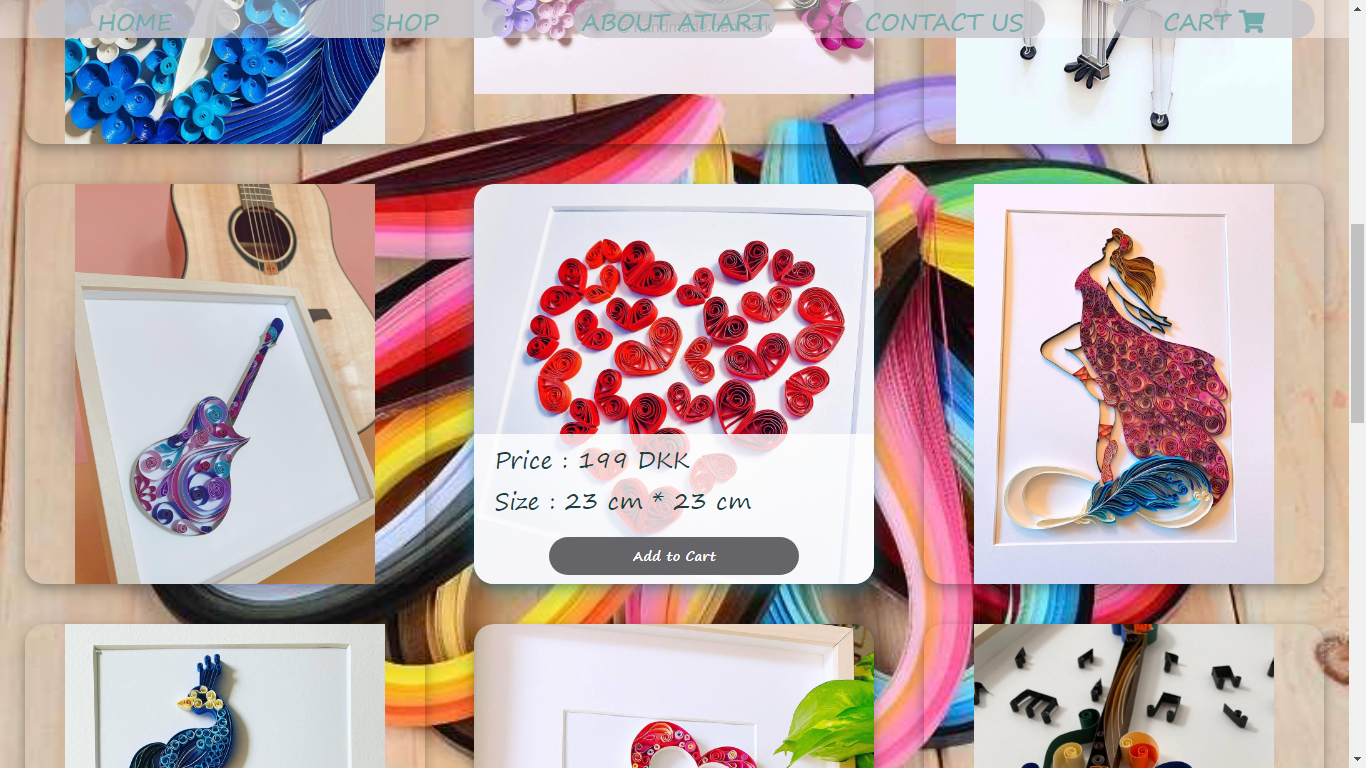 HOME SHOP ABOUT ATIART CONTACT US CART
Price : 199 DKK
Size : 23 cm * 23 cm
Add to Cart